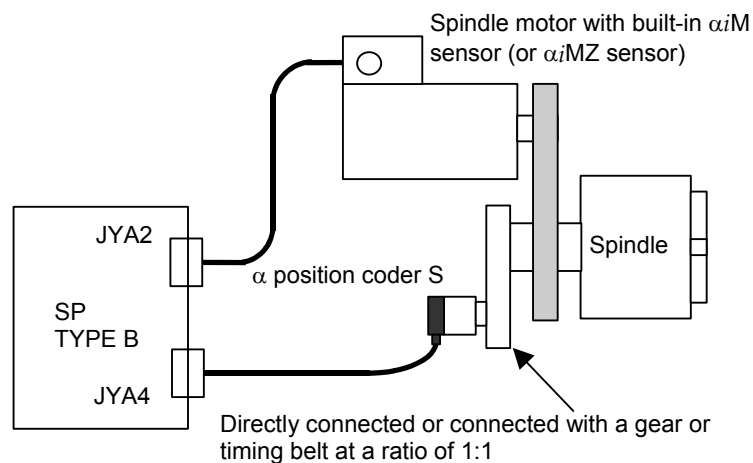 Spindle motor with built-in αiM
sensor (or αiMZ sensor)
JYA2
α position coder S
Spindle
SP
TYPE B
JYA4
Directly connected or connected with a gear or
timing belt at a ratio of 1:1